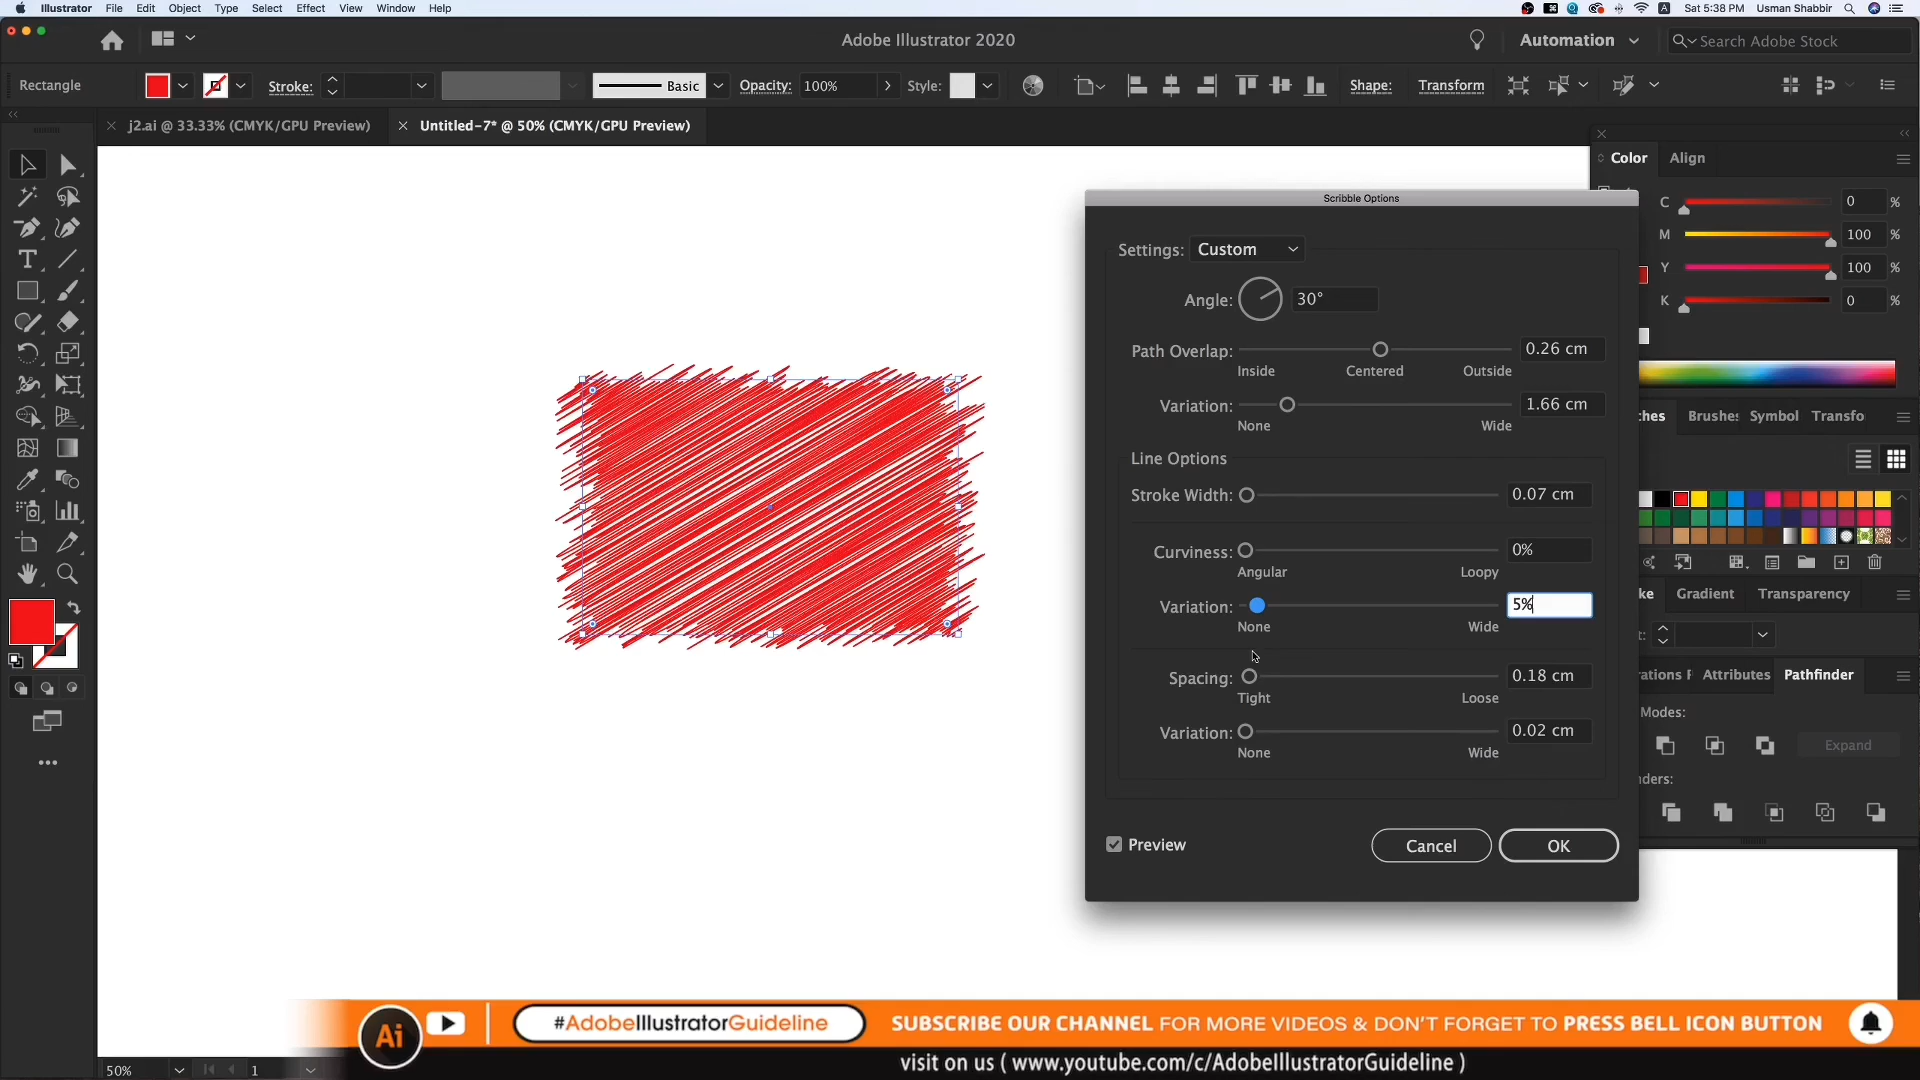 Illustrator File Edit Object Type Select Effect View Window Help
Sat 5:38 PM Usman Shabbir
Adobe Illustrator 2020
Automation
Search Adobe Stock
Rectangle
Stroke:
Basic
Opacity: 100%
Style:
Shape:
Transform
j2.ai @ 33.33% (CMYK/GPU Preview)
Untitled-7* @ 50% (CMYK/GPU Preview)
Color Align
C 0 %
M 100 %
Y 100 %
K 0 %
Scribble Options
Settings: Custom
Angle: 30°
Path Overlap: 0.26 cm
Inside Centered Outside
Variation: 1.66 cm
None Wide
Line Options
Stroke Width: 0.07 cm
Curviness: 0%
Angular Loopy
Variation: 5%
None Wide
Spacing: 0.18 cm
Tight Loose
Variation: 0.02 cm
None Wide
Preview
Cancel OK
ches Brushes Symbol Transfo
ke Gradient Transparency
t:
rations Attributes Pathfinder
Modes:
Expand
nders:
Ai
#AdobeIllustratorGuideline
SUBSCRIBE OUR CHANNEL FOR MORE VIDEOS & DON'T FORGET TO PRESS BELL ICON BUTTON
visit on us ( www.youtube.com/c/AdobeIllustratorGuideline )
50% 1